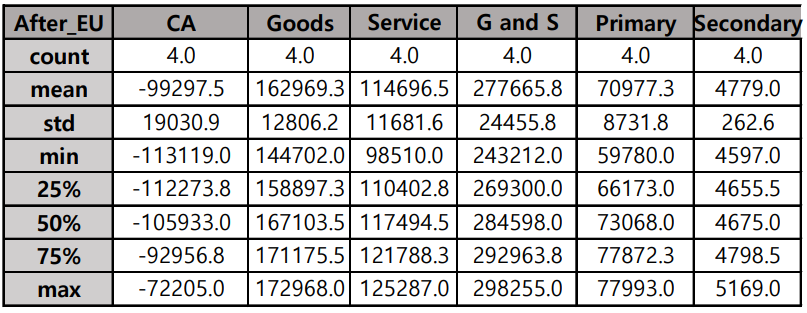 After_EU CA Goods Service G and S Primary Secondary
count 4.0 4.0 4.0 4.0 4.0 4.0
mean -99297.5 162969.3 114696.5 277665.8 70977.3 4779.0
std 19030.9 12806.2 11681.6 24455.8 8731.8 262.6
min -113119.0 144702.0 98510.0 243212.0 59780.0 4597.0
25% -112273.8 158897.3 110402.8 269300.0 66173.0 4655.5
50% -105933.0 167103.5 117494.5 284598.0 73068.0 4675.0
75% -92956.8 171175.5 121788.3 292963.8 77872.3 4798.5
max -72205.0 172968.0 125287.0 298255.0 77993.0 5169.0